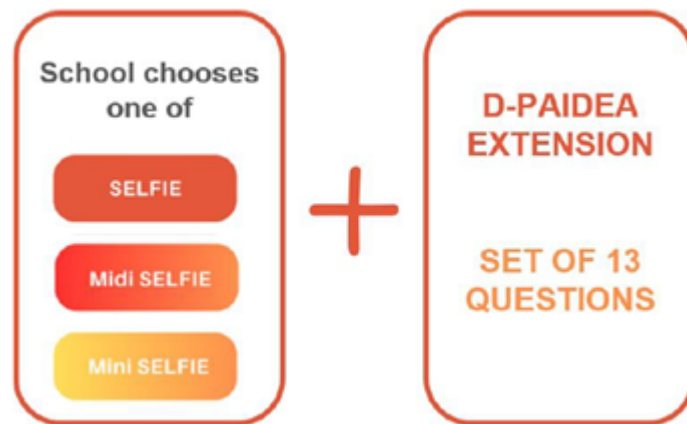 School chooses
one of
SELFIE
Midi SELFIE
Mini SELFIE
+
D-PAIDEA
EXTENSION
SET OF 13
QUESTIONS